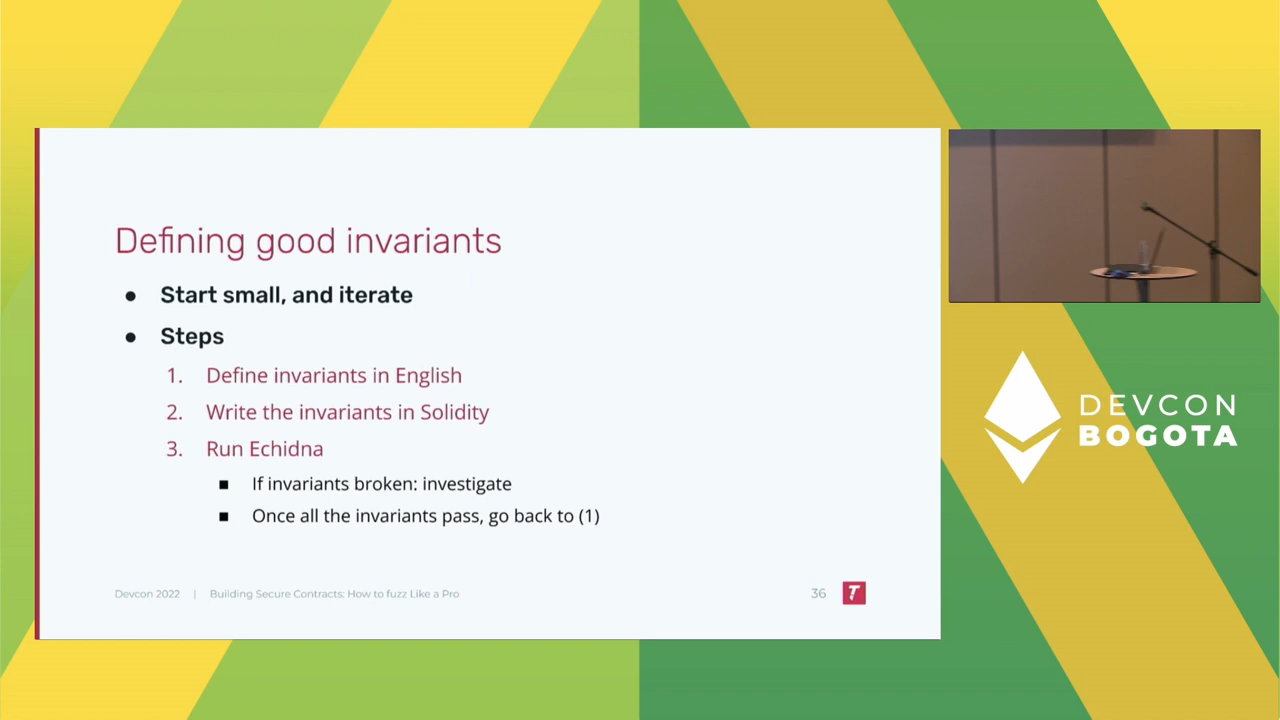 Defining good invariants
● Start small, and iterate
● Steps
1. Define invariants in English
2. Write the invariants in Solidity
3. Run Echidna
■ If invariants broken: investigate
■ Once all the invariants pass, go back to (1)
Devcon 2022 | Building Secure Contracts: How to fuzz Like a Pro
36
T
DEVCON
BOGOTA